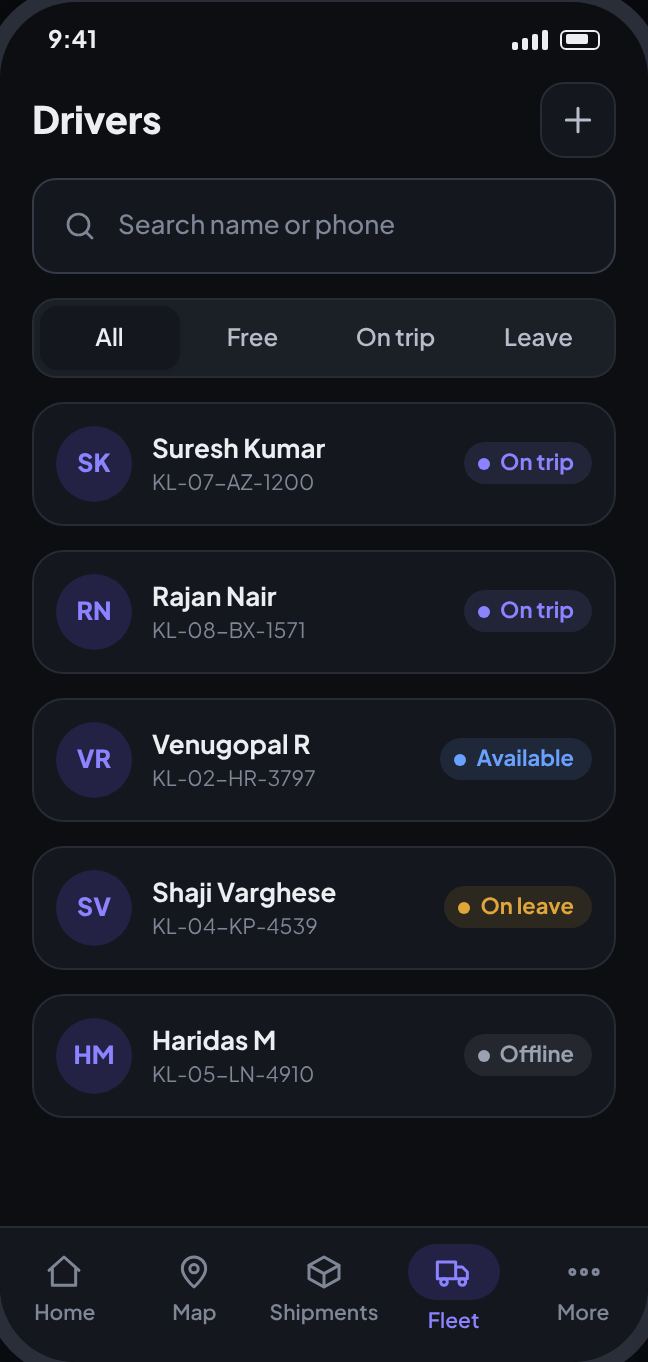 9:41
Drivers
Search name or phone
All Free On trip Leave
SK Suresh Kumar On trip
KL-07–AZ-1200
RN Rajan Nair On trip
KL-08–BX-1571
VR Venugopal R Available
KL-02–HR-3797
SV Shaji Varghese On leave
KL-04–KP-4539
HM Haridas M Offline
KL-05–LN-4910
Home Map Shipments Fleet More